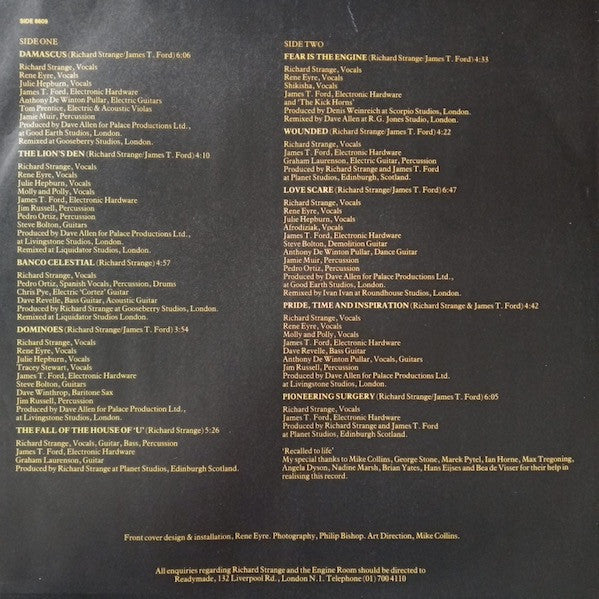 SIDE 8609
SIDE ONE
DAMASCUS (Richard Strange/James T. Ford) 6:06
Richard Strange, Vocals
Rene Eyre, Vocals
Julie Hepburn, Vocals
James T. Ford, Electronic Hardware
Anthony De Winton Pullar, Electric Guitars
Tom Prentice, Electric & Acoustic Violas
Jamie Muir, Percussion
Produced by Dave Allen for Palace Productions Ltd.,
at Good Earth Studios, London.
Remixed at Gooseberry Studios, London.
THE LION'S DEN (Richard Strange/James T. Ford) 4:10
Richard Strange, Vocals
Rene Eyre, Vocals
Julie Hepburn, Vocals
Molly and Polly, Vocals
James T. Ford, Electronic Hardware
Jim Russell, Percussion
Pedro Ortiz, Percussion
Steve Bolton, Guitars
Produced by Dave Allen for Palace Productions Ltd.,
at Livingstone Studios, London.
Remixed at Liquidator Studios, London.
BANCO CELESTIAL (Richard Strange) 4:57
Richard Strange, Vocals
Pedro Ortiz, Spanish Vocals, Percussion, Drums
Chris Pye, Electric 'Cortez' Guitar
Dave Revelle, Bass Guitar, Acoustic Guitar
Produced by Richard Strange at Gooseberry Studios, London.
Remixed at Liquidator Studios London.
DOMINOES (Richard Strange/James T. Ford) 3:54
Richard Strange, Vocals
Rene Eyre, Vocals
Julie Hepburn, Vocals
Tracey Stewart, Vocals
James T. Ford, Electronic Hardware
Steve Bolton, Guitars
Dave Winthrop, Baritone Sax
Jim Russell, Percussion
Produced by Dave Allen for Palace Production Ltd.,
at Livingstone Studios, London.
THE FALL OF THE HOUSE OF 'U' (Richard Strange) 5:26
Richard Strange, Vocals, Guitar, Bass, Percussion
James T. Ford, Electronic Hardware
Graham Laurenson, Guitar
Produced by Richard Strange at Planet Studios, Edinburgh Scotland.
SIDE TWO
FEAR IS THE ENGINE (Richard Strange/James T. Ford) 4:33
Richard Strange, Vocals
Rene Eyre, Vocals
Shikisha, Vocals
James T. Ford, Electronic Hardware
and 'The Kick Horns'
Produced by Denis Weinreich at Scorpio Studios, London.
Remixed by Dave Allen at R.G. Jones Studio, London.
WOUNDED (Richard Strange/James T. Ford) 4:22
Richard Strange, Vocals
James T. Ford, Electronic Hardware
Graham Laurenson, Electric Guitar, Percussion
Produced by Richard Strange and James T. Ford
at Planet Studios, Edinburgh, Scotland.
LOVE SCARE (Richard Strange/James T. Ford) 6:47
Richard Strange, Vocals
Rene Eyre, Vocals
Julie Hepburn, Vocals
Afrodiziak, Vocals
James T. Ford, Electronic Hardware
Steve Bolton, Demolition Guitar
Anthony De Winton Pullar, Dance Guitar
Jamie Muir, Percussion
Pedro Ortiz, Percussion
Produced by Dave Allen for Palace Productions Ltd.,
at Good Earth Studios, London.
Remixed by Ivan Ivan at Roundhouse Studios, London.
PRIDE, TIME AND INSPIRATION (Richard Strange & James T. Ford) 4:42
Richard Strange, Vocals
Rene Eyre, Vocals
Molly and Polly, Vocals
James T. Ford, Electronic Hardware
Dave Revelle, Bass Guitar
Anthony De Winton Pullar, Vocals, Guitars
Jim Russell, Percussion
Produced by Dave Allen for Palace Productions Ltd.
at Livingstone Studios, London.
PIONEERING SURGERY (Richard Strange/James T. Ford) 6:05
Richard Strange, Vocals
James T. Ford, Electronic Hardware
Produced by Richard Strange and James T. Ford
at Planet Studios, Edinburgh Scotland.
'Recalled to life'
My special thanks to Mike Collins, George Stone, Marek Pytel, Ian Horne, Max Tregoning,
Angela Dyson, Nadine Marsh, Brian Yates, Hans Eijses and Bea de Visser for their help in
realising this record.
Front cover design & installation, Rene Eyre. Photography, Philip Bishop. Art Direction, Mike Collins.
All enquiries regarding Richard Strange and the Engine Room should be directed to
Readymade, 132 Liverpool Rd., London N.1. Telephone (01) 700 4110